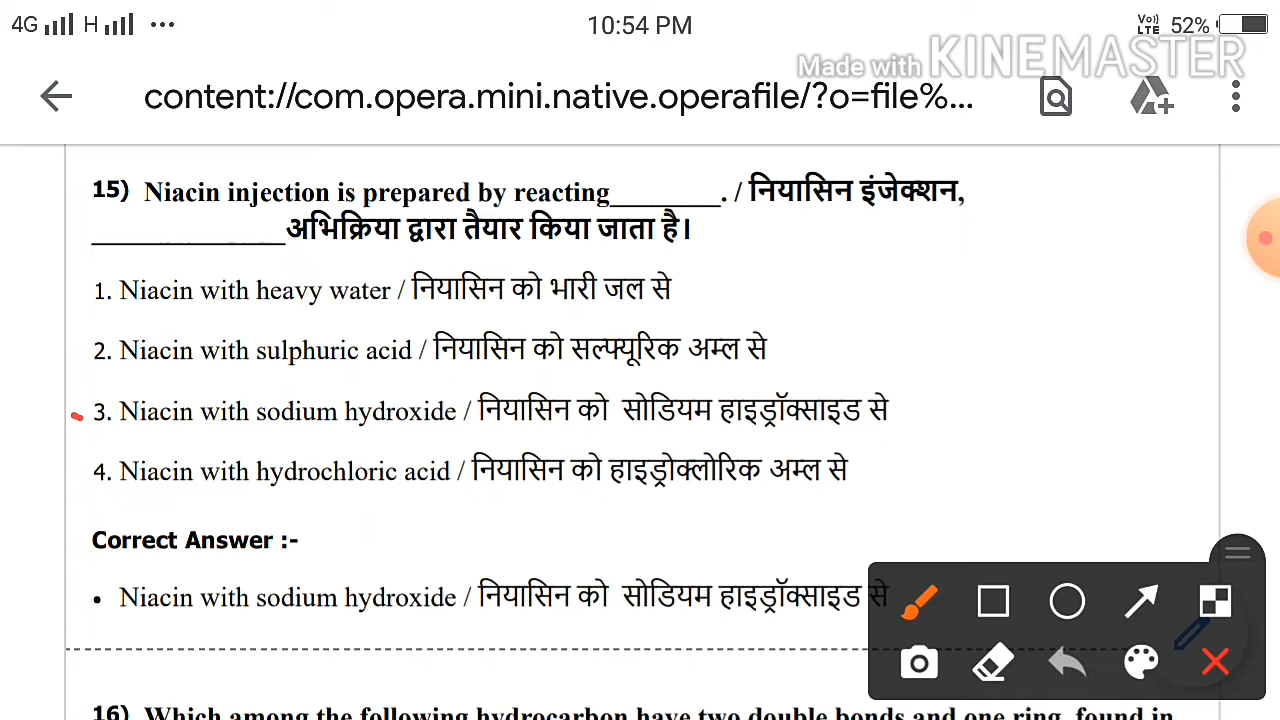 4G H ••• 10:54 PM Vo) LTE 52%
Made with KINEMASTER
content://com.opera.mini.native.operafile/?o=file%...
15) Niacin injection is prepared by reacting________. / नियासिन इंजेक्शन,
______________अभिक्रिया द्वारा तैयार किया जाता है।
1. Niacin with heavy water / नियासिन को भारी जल से
2. Niacin with sulphuric acid / नियासिन को सल्फ्यूरिक अम्ल से
3. Niacin with sodium hydroxide / नियासिन को सोडियम हाइड्रॉक्साइड से
4. Niacin with hydrochloric acid / नियासिन को हाइड्रोक्लोरिक अम्ल से
Correct Answer :-
• Niacin with sodium hydroxide / नियासिन को सोडियम हाइड्रॉक्साइड से
16) Which among the following hydrocarbon have two double bonds and one ring, found in